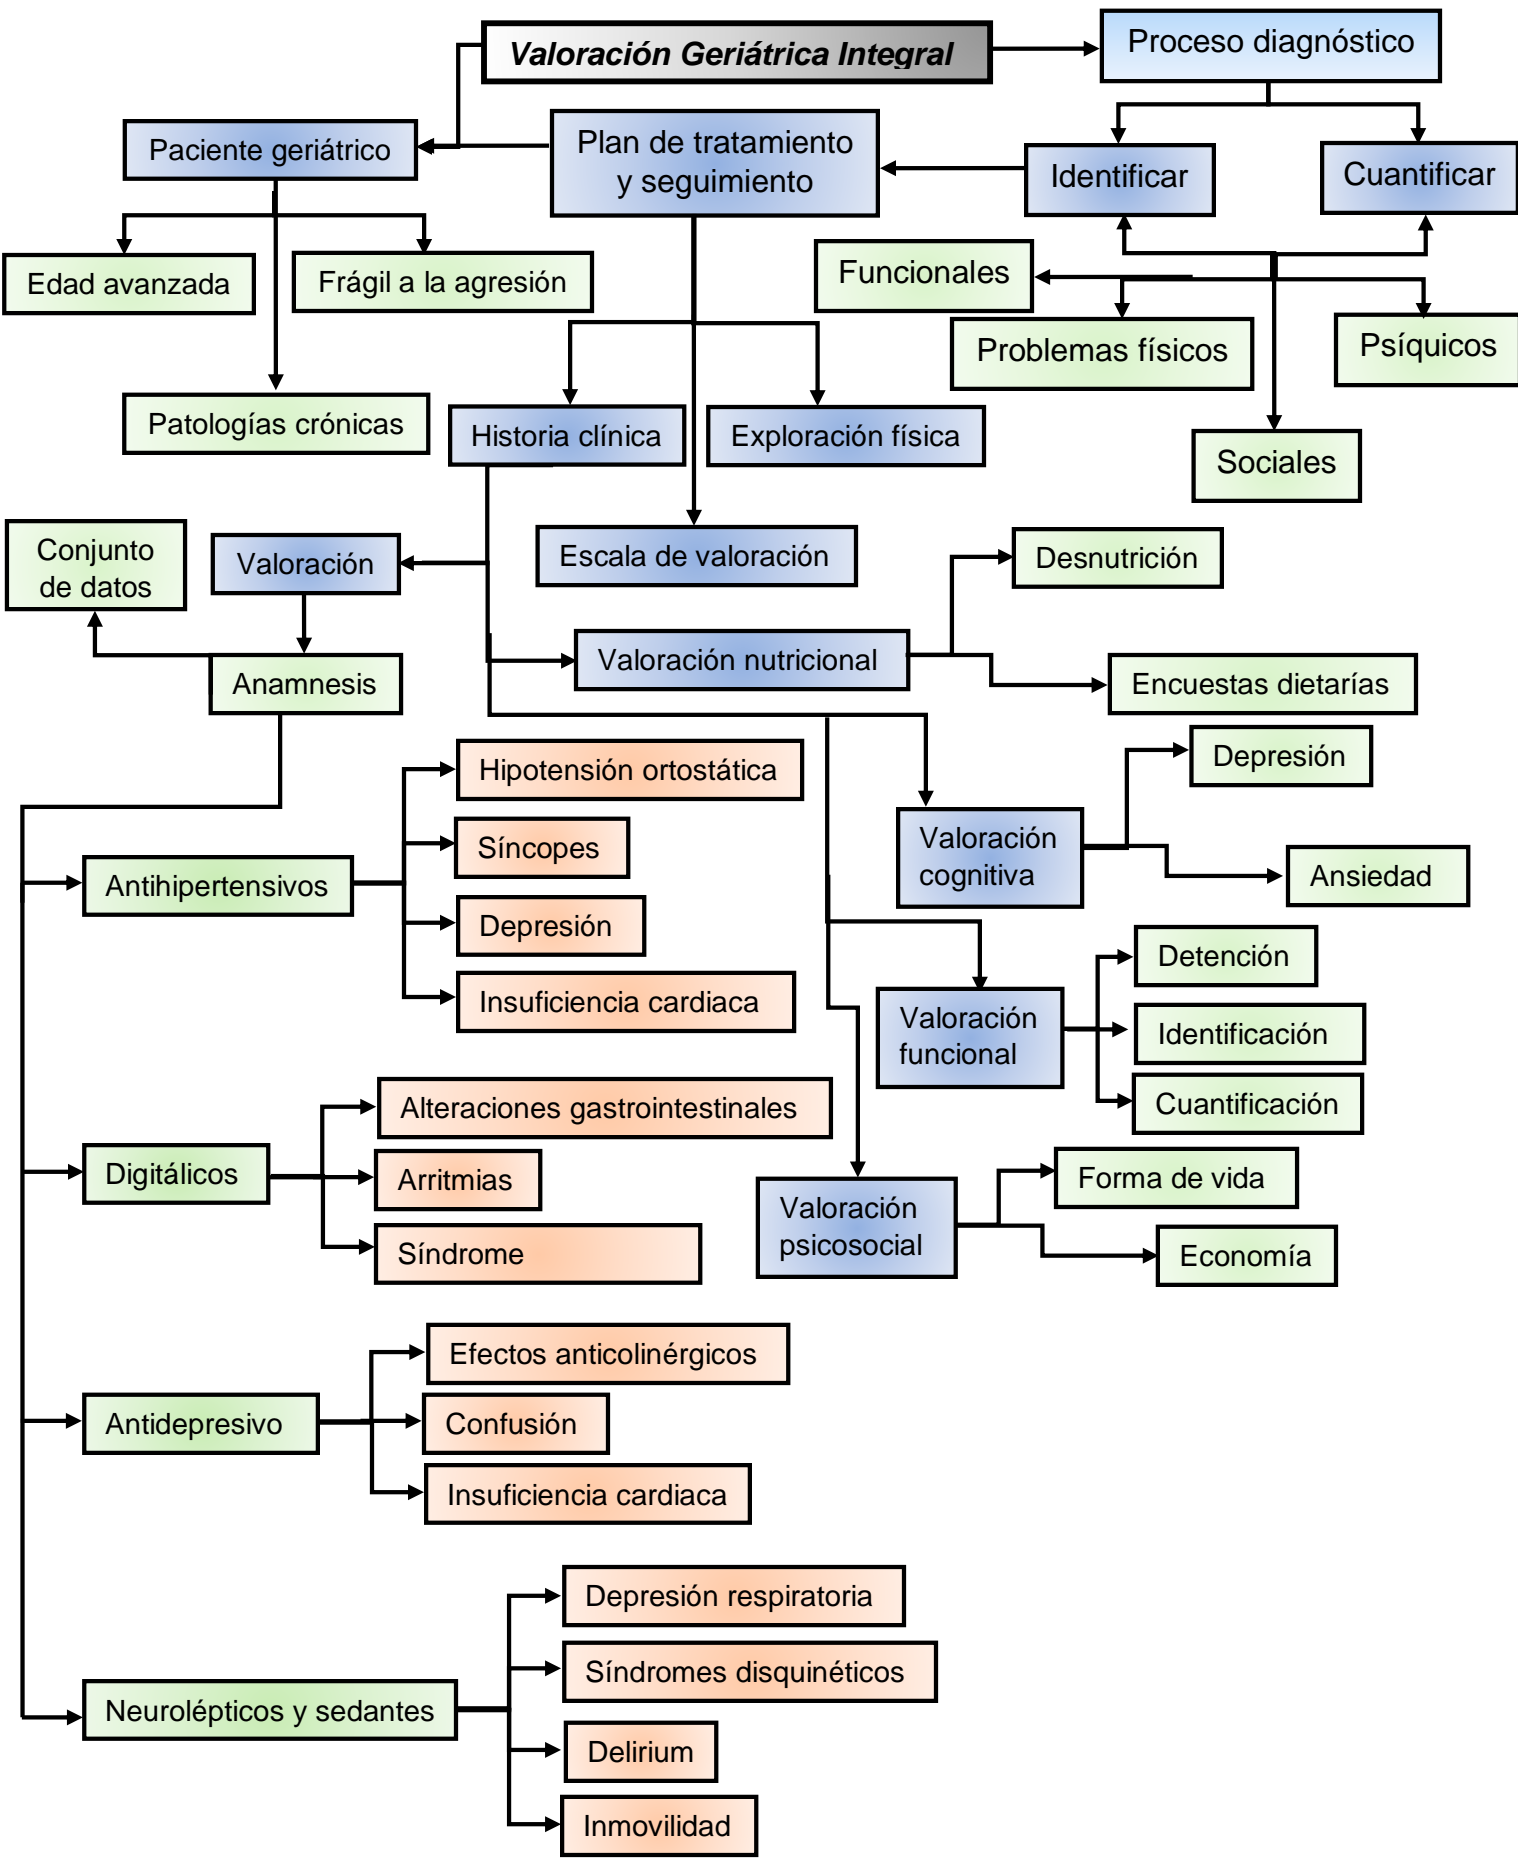 Valoración Geriátrica Integral
Proceso diagnóstico
Paciente geriátrico
Plan de tratamiento
y seguimiento
Identificar
Cuantificar
Edad avanzada
Frágil a la agresión
Funcionales
Problemas físicos
Psíquicos
Patologías crónicas
Historia clínica
Exploración física
Sociales
Conjunto
de datos
Valoración
Escala de valoración
Desnutrición
Anamnesis
Valoración nutricional
Encuestas dietarías
Hipotensión ortostática
Depresión
Síncopes
Valoración
cognitiva
Ansiedad
Antihipertensivos
Depresión
Detención
Insuficiencia cardiaca
Valoración
funcional
Identificación
Cuantificación
Alteraciones gastrointestinales
Digitálicos
Arritmias
Síndrome
Valoración
psicosocial
Forma de vida
Economía
Efectos anticolinérgicos
Antidepresivo
Confusión
Insuficiencia cardiaca
Depresión respiratoria
Síndromes disquinéticos
Neurolépticos y sedantes
Delirium
Inmovilidad